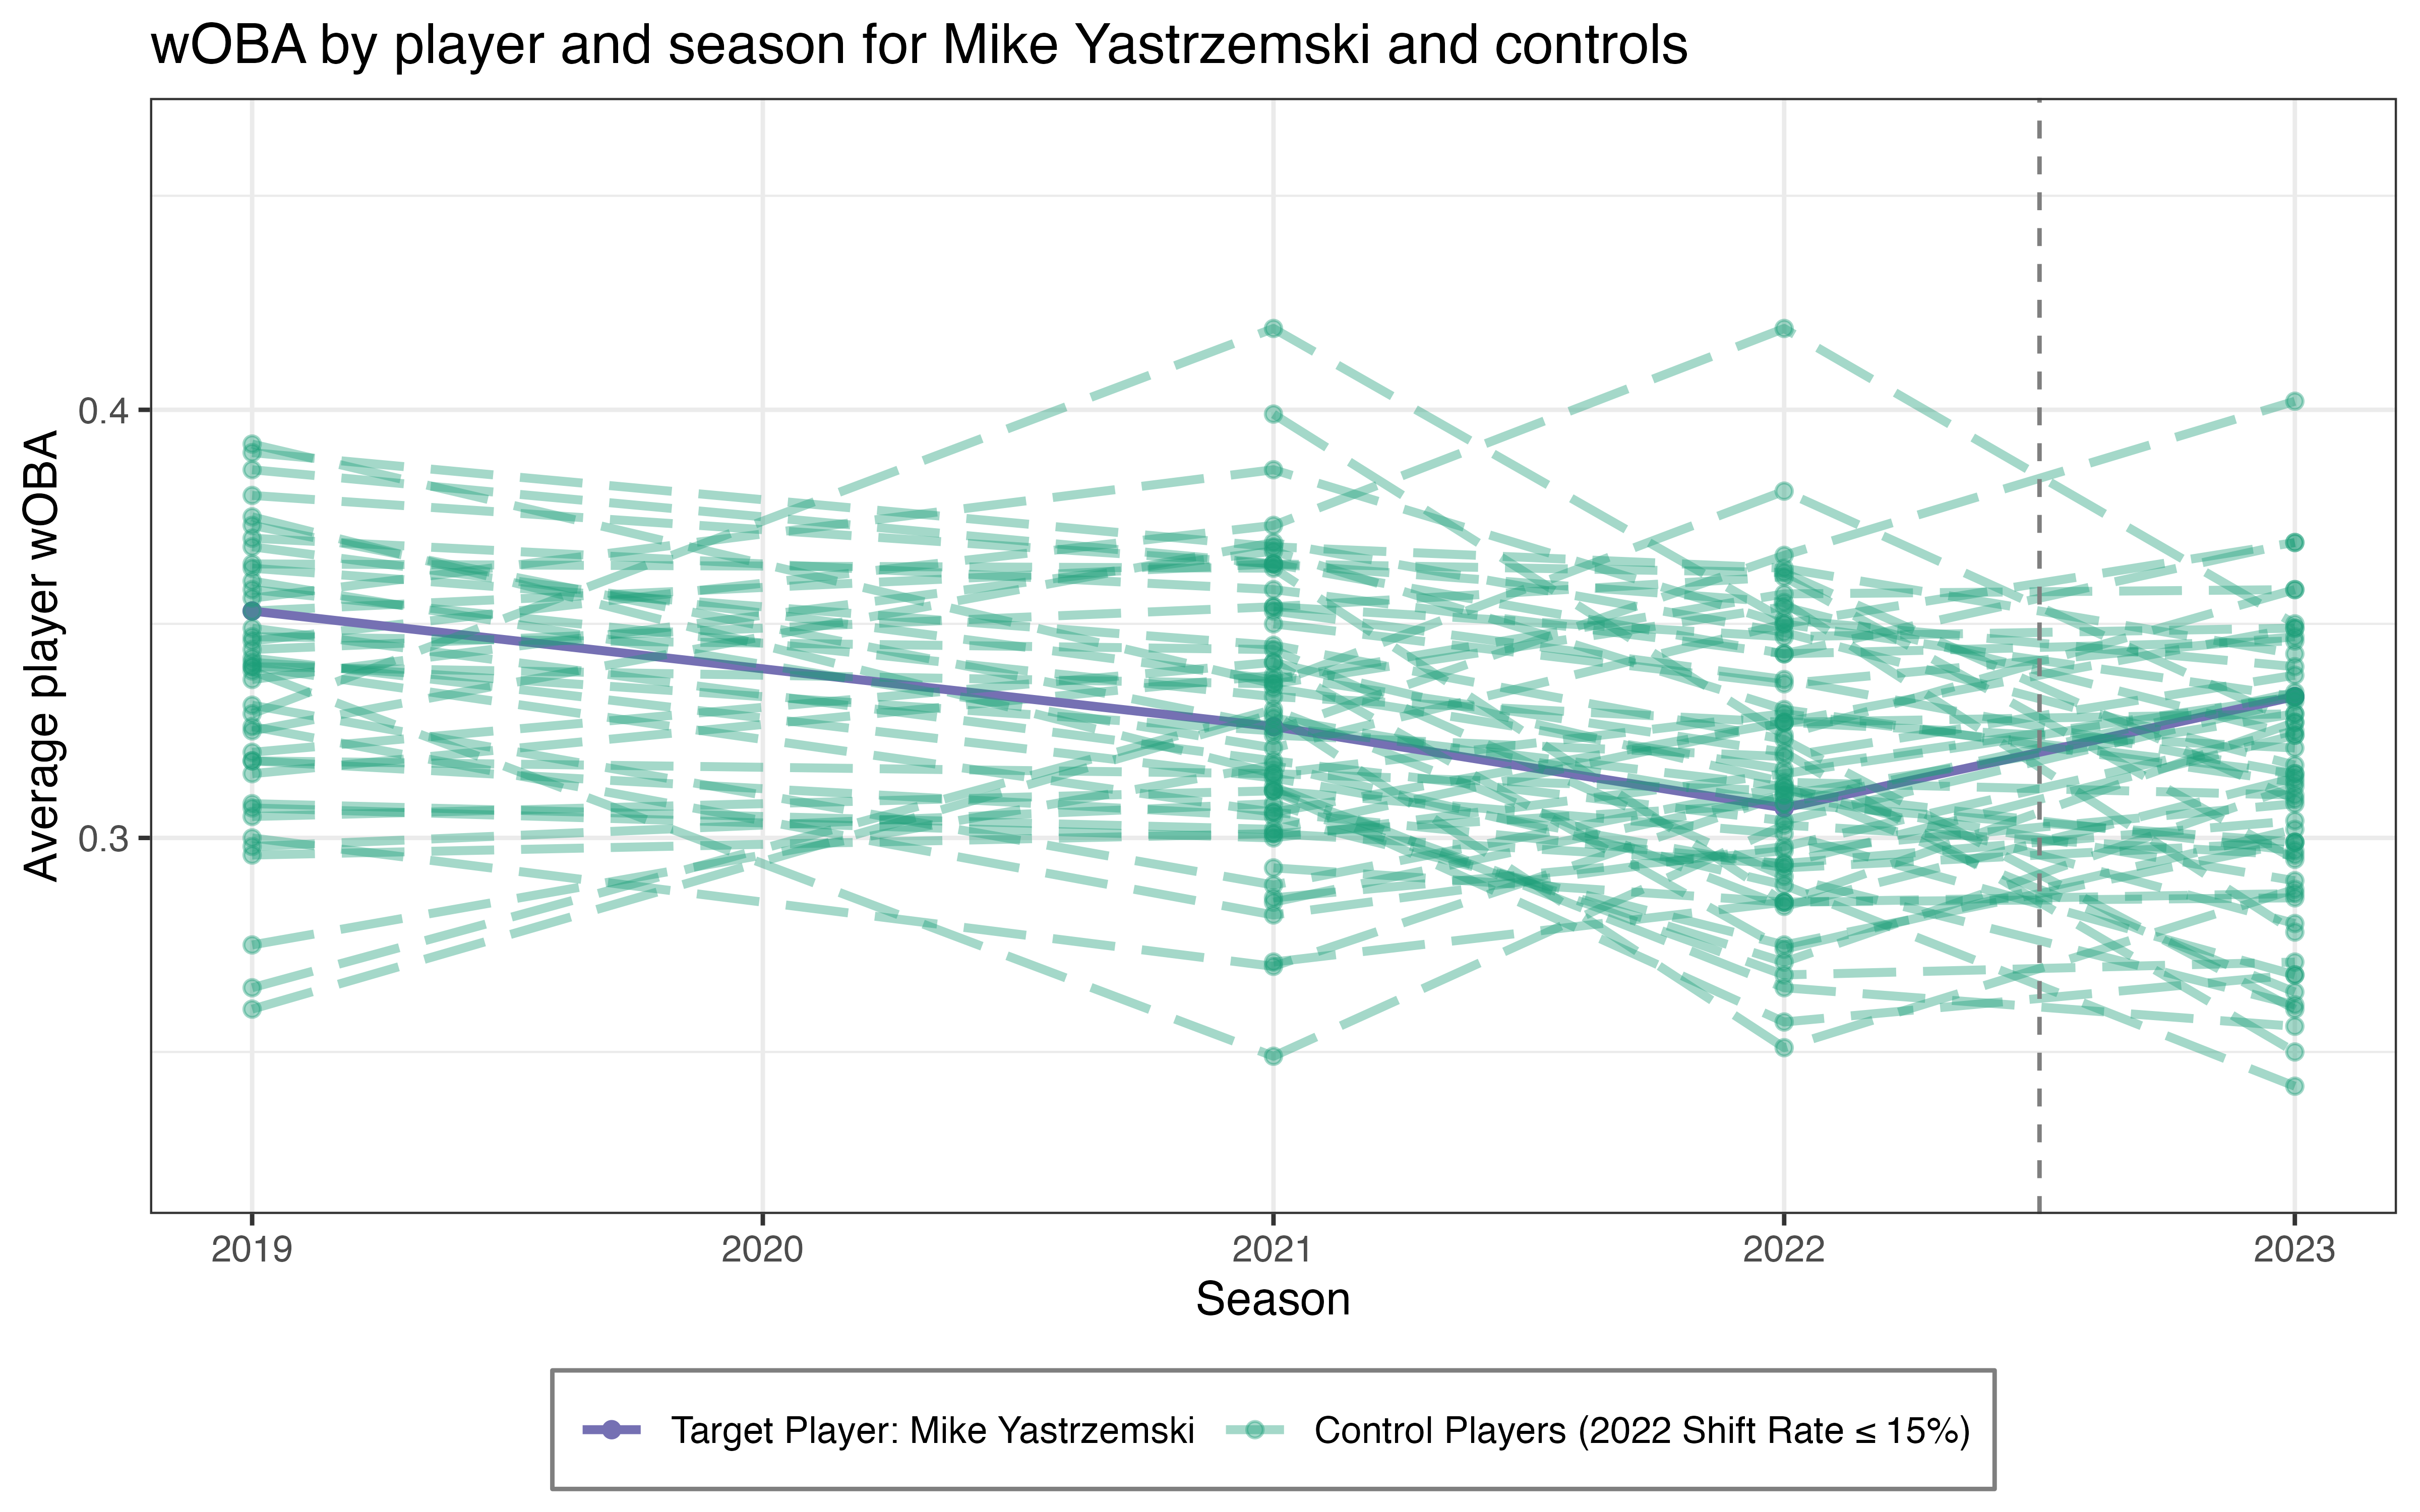 wOBA by player and season for Mike Yastrzemski and controls
Average player wOBA
0.4
0.3
2019 2020 2021 2022 2023
Season
Target Player: Mike Yastrzemski Control Players (2022 Shift Rate ≤ 15%)